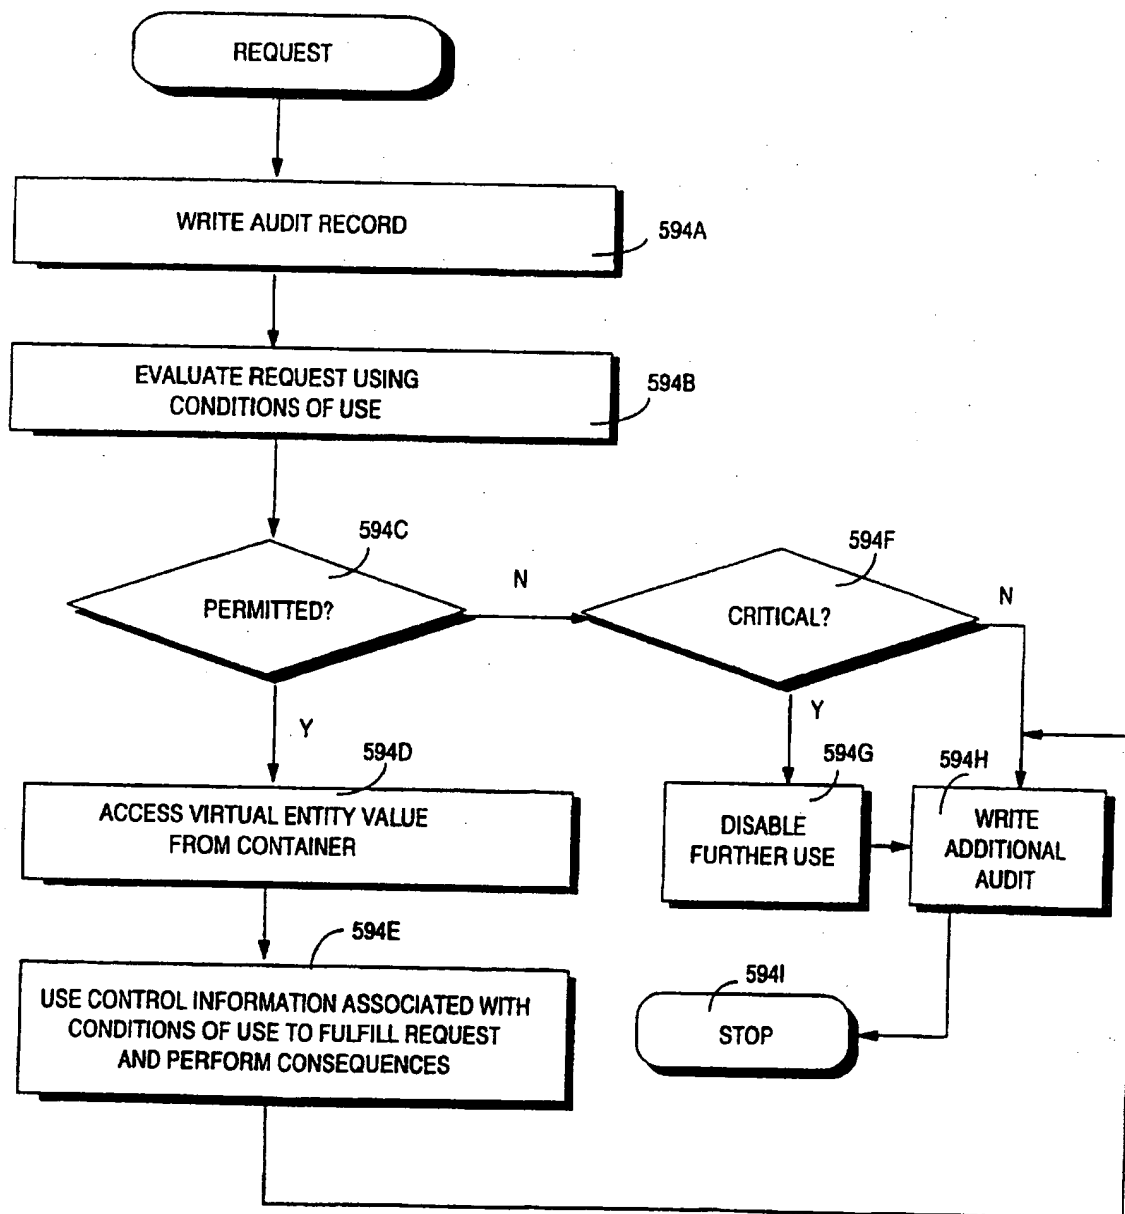 REQUEST
WRITE AUDIT RECORD
594A
EVALUATE REQUEST USING
CONDITIONS OF USE
594B
594C
PERMITTED?
N
594F
CRITICAL?
N
Y
Y
594D
ACCESS VIRTUAL ENTITY VALUE
FROM CONTAINER
594G
DISABLE
FURTHER USE
594H
WRITE
ADDITIONAL
AUDIT
594E
USE CONTROL INFORMATION ASSOCIATED WITH
CONDITIONS OF USE TO FULFILL REQUEST
AND PERFORM CONSEQUENCES
594I
STOP